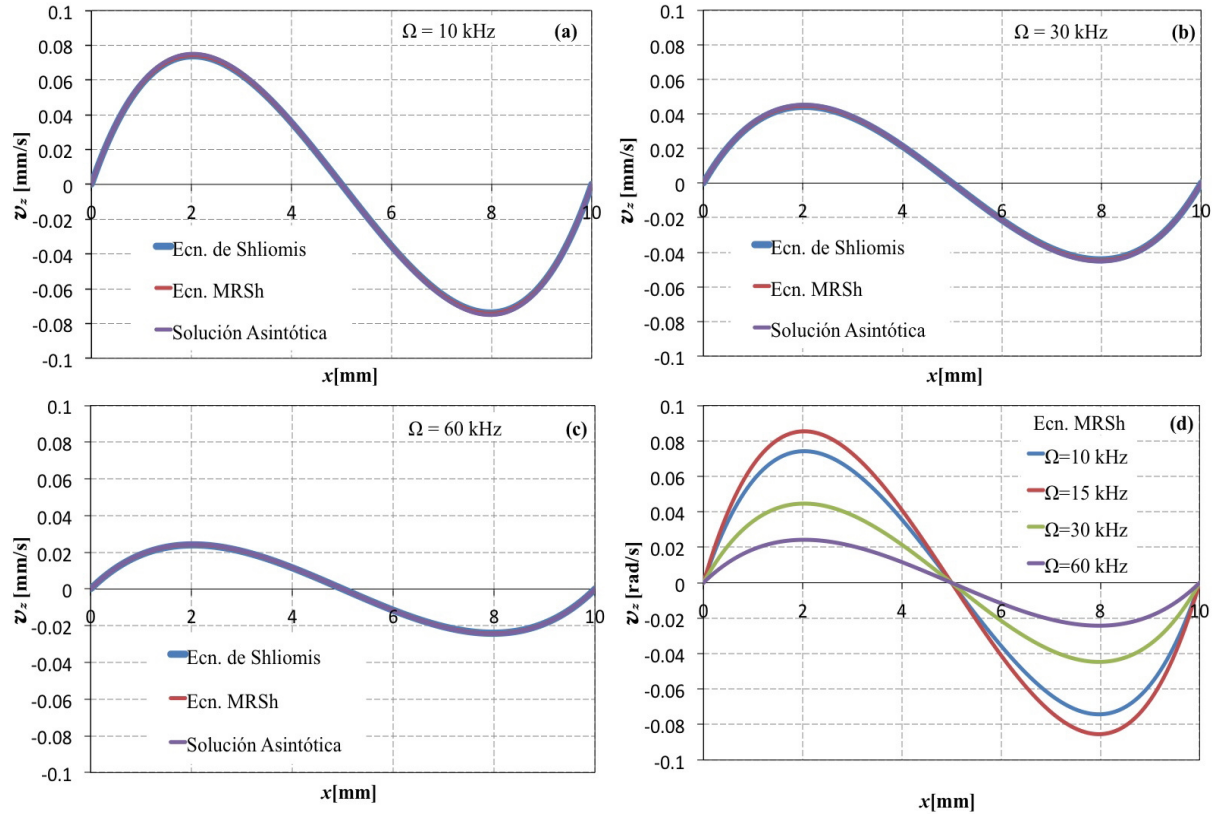 Ω = 10 kHz
(a)
0.1
0.08
0.06
0.04
0.02
0
-0.02
-0.04
-0.06
-0.08
-0.1
0 2 4 6 8 10
v_z [mm/s]
Ecn. de Shliomis
Ecn. MRSh
Solución Asintótica
x[mm]
Ω = 30 kHz
(b)
0.1
0.08
0.06
0.04
0.02
0
-0.02
-0.04
-0.06
-0.08
-0.1
0 2 4 6 8 10
v_z [mm/s]
Ecn. de Shliomis
Ecn. MRSh
Solución Asintótica
x[mm]
Ω = 60 kHz
(c)
0.1
0.08
0.06
0.04
0.02
0
-0.02
-0.04
-0.06
-0.08
-0.1
0 2 4 6 8 10
v_z [mm/s]
Ecn. de Shliomis
Ecn. MRSh
Solución Asintótica
x[mm]
Ecn. MRSh
(d)
Ω=10 kHz
Ω=15 kHz
Ω=30 kHz
Ω=60 kHz
0.1
0.08
0.06
0.04
0.02
0
-0.02
-0.04
-0.06
-0.08
-0.1
0 2 4 6 8 10
v_z [rad/s]
x[mm]